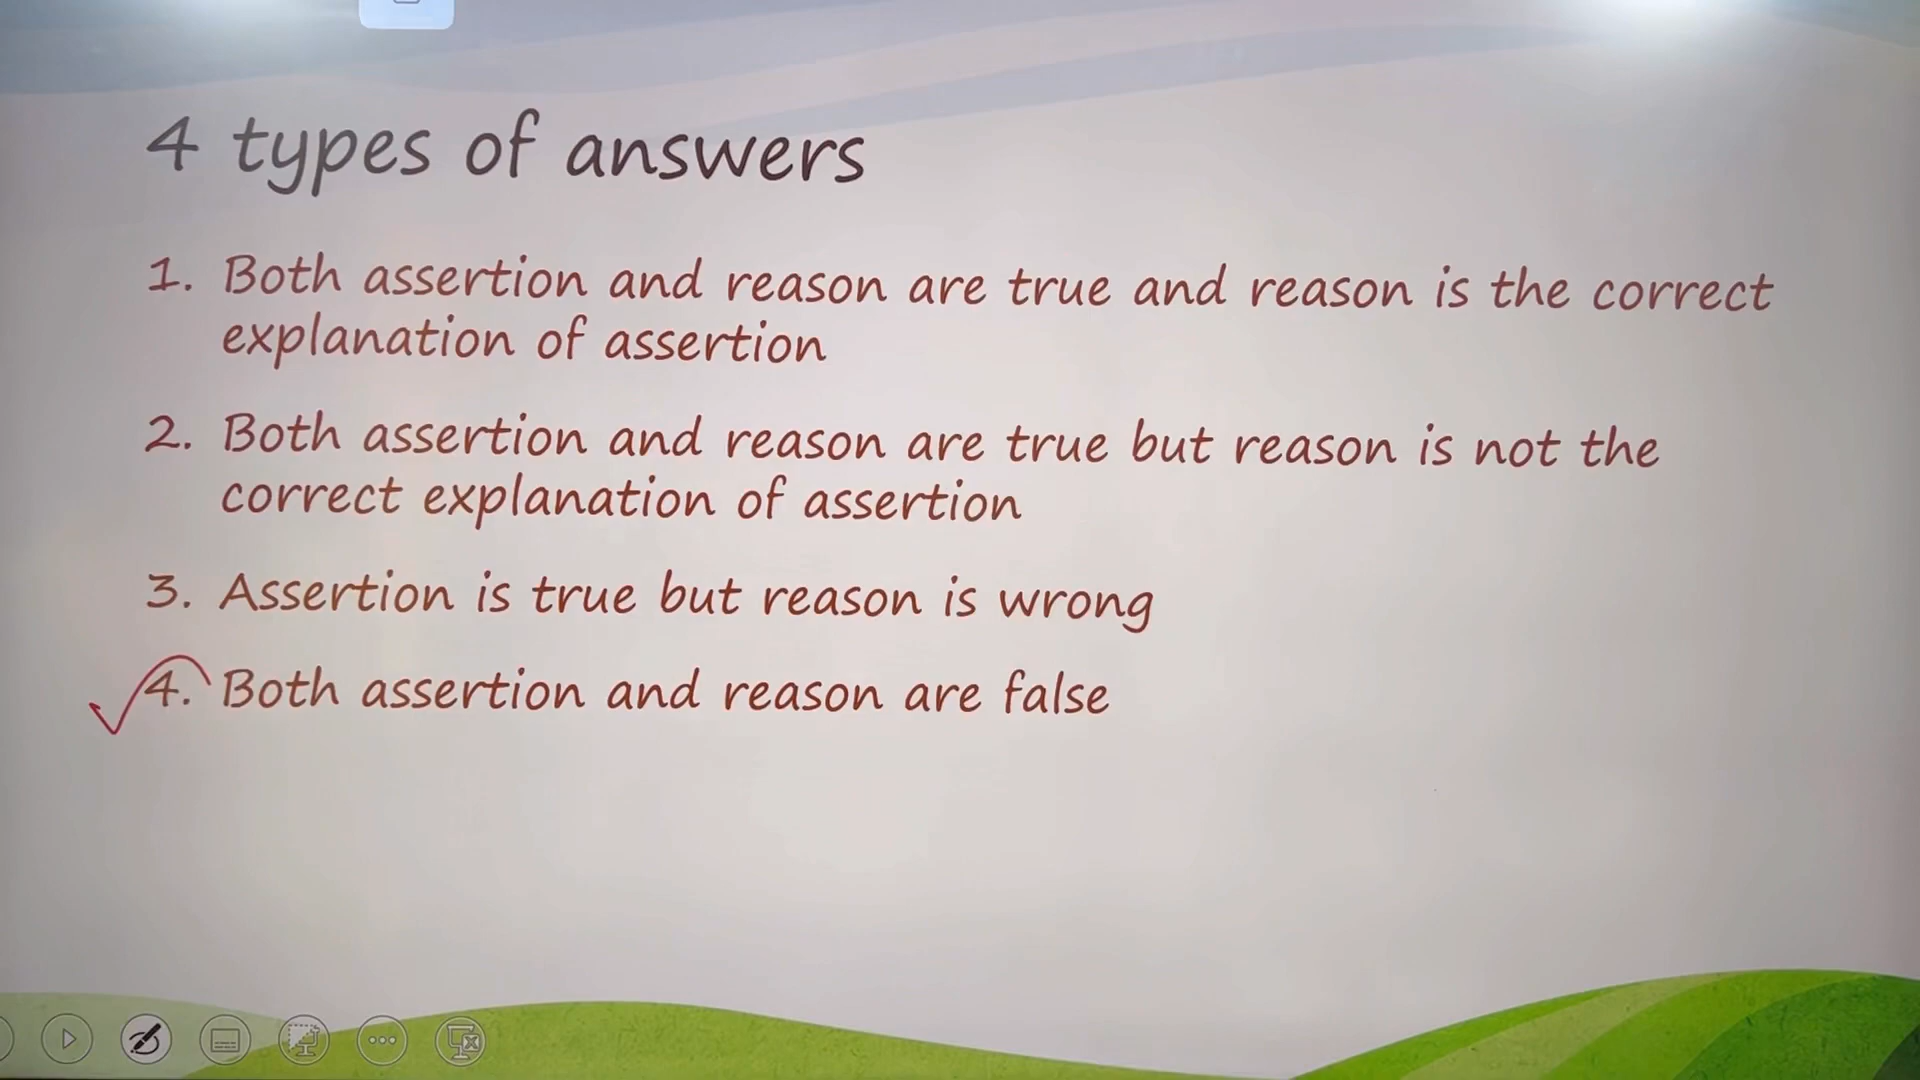 4 types of answers
1. Both assertion and reason are true and reason is the correct
explanation of assertion
2. Both assertion and reason are true but reason is not the
correct explanation of assertion
3. Assertion is true but reason is wrong
4. Both assertion and reason are false